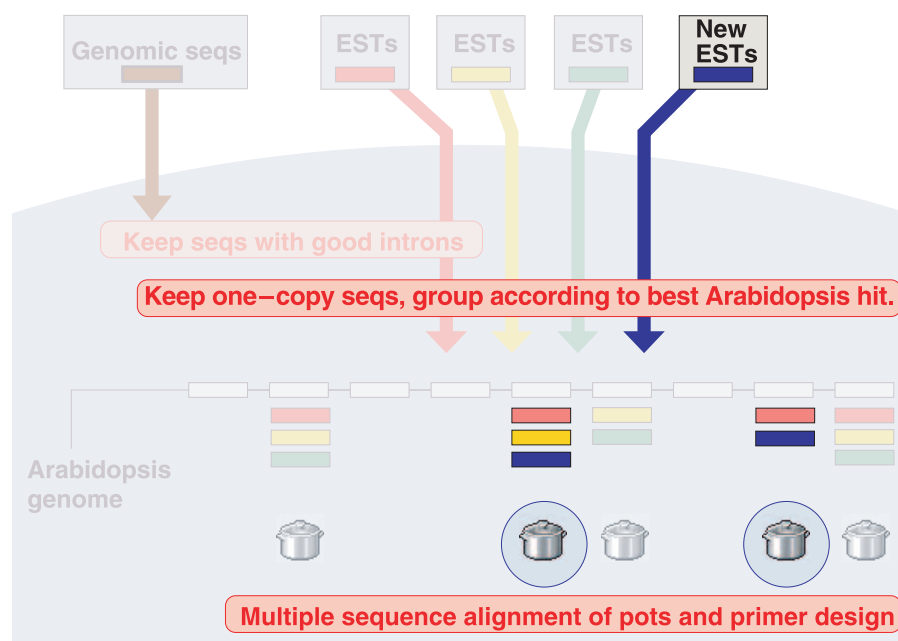 Genomic seqs
ESTs
ESTs
ESTs
New
ESTs
Keep seqs with good introns
Keep one–copy seqs, group according to best Arabidopsis hit.
Arabidopsis
genome
Multiple sequence alignment of pots and primer design